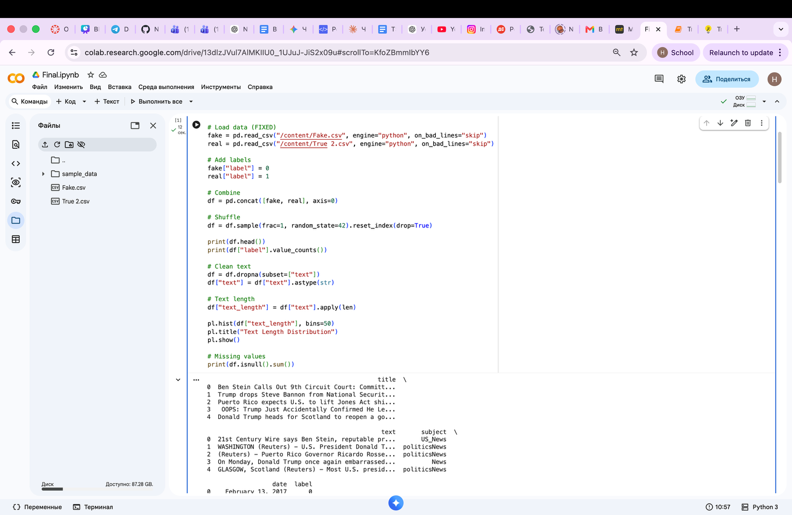 colab.research.google.com/drive/13dlzJVul7AIMKIlU0_1UJuJ-JiS2x09u#scrollTo=KfoZBmmIbYY6
H School
Relaunch to update
Final.ipynb
Файл Изменить Вид Вставка Среда выполнения Инструменты Справка
Поделиться
H
Команды
+ Код
+ Текст
Выполнить все
ОЗУ
Диск
Файлы
..
sample_data
Fake.csv
True 2.csv
Диск
Доступно: 87.28 GB.
[1]
сек.
# Load data (FIXED)
fake = pd.read_csv("/content/Fake.csv", engine="python", on_bad_lines="skip")
real = pd.read_csv("/content/True 2.csv", engine="python", on_bad_lines="skip")
# Add labels
fake["label"] = 0
real["label"] = 1
# Combine
df = pd.concat([fake, real], axis=0)
# Shuffle
df = df.sample(frac=1, random_state=42).reset_index(drop=True)
print(df.head())
print(df["label"].value_counts())
# Clean text
df = df.dropna(subset=["text"])
df["text"] = df["text"].astype(str)
# Text length
df["text_length"] = df["text"].apply(len)
pl.hist(df["text_length"], bins=50)
pl.title("Text Length Distribution")
pl.show()
# Missing values
print(df.isnull().sum())
title \
0 Ben Stein Calls Out 9th Circuit Court: Committ...
1 Trump drops Steve Bannon from National Securit...
2 Puerto Rico expects U.S. to lift Jones Act shi...
3 OOPS: Trump Just Accidentally Confirmed He Le...
4 Donald Trump heads for Scotland to reopen a go...
text subject \
0 21st Century Wire says Ben Stein, reputable pr... US_News
1 WASHINGTON (Reuters) - U.S. President Donald T... politicsNews
2 (Reuters) - Puerto Rico Governor Ricardo Rosse... politicsNews
3 On Monday, Donald Trump once again embarrassed... News
4 GLASGOW, Scotland (Reuters) - Most U.S. presid... politicsNews
date label
0 February 13, 2017 0
Переменные
Терминал
10:57
Python 3